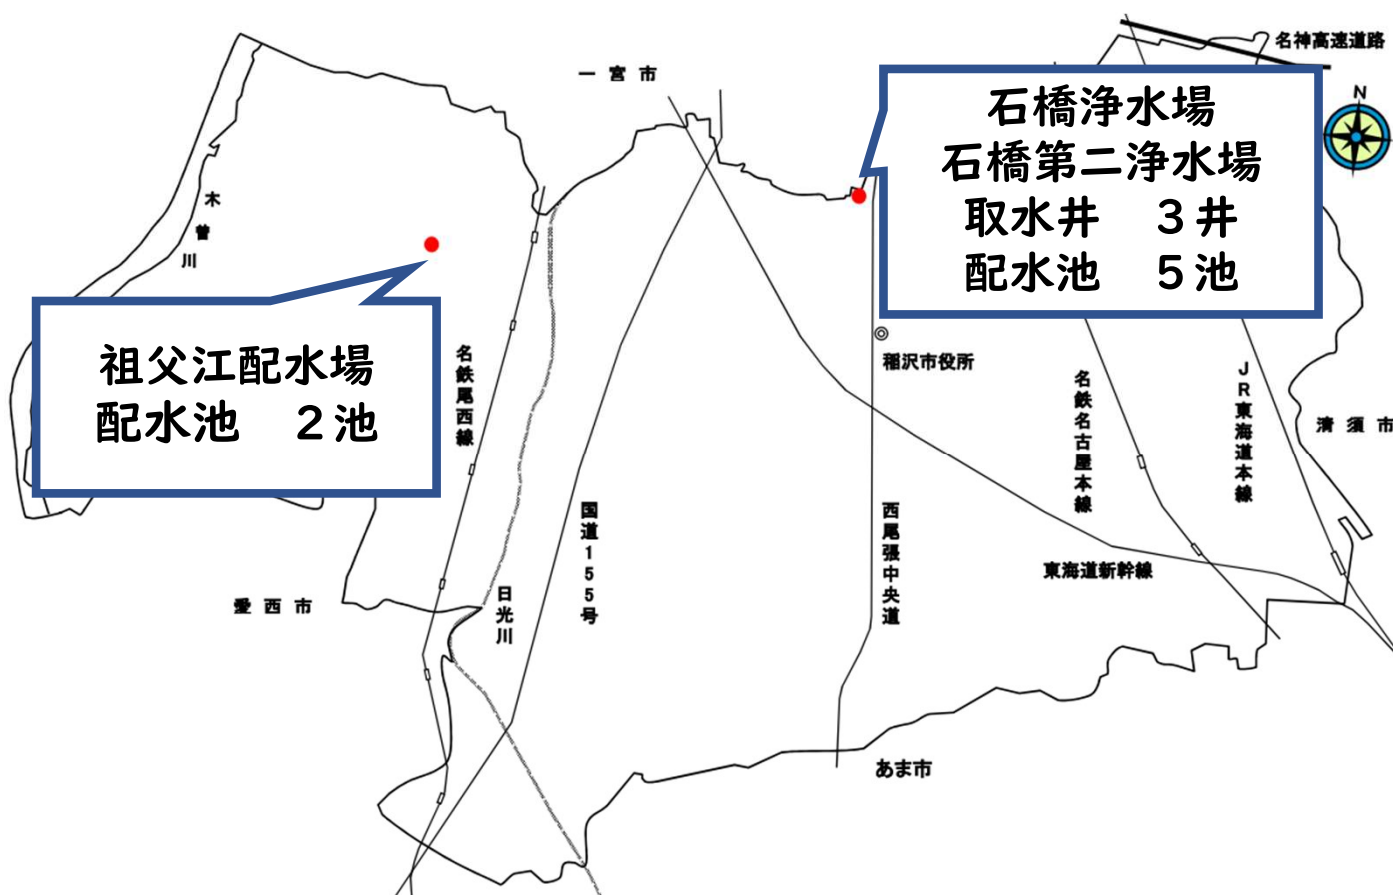 名神高速道路
一宮市
N
石橋浄水場
石橋第二浄水場
取水井　３井
配水池　５池
木曽川
祖父江配水場
配水池　２池
名鉄尾西線
稲沢市役所
名鉄名古屋本線
ＪＲ東海道本線
清須市
国道155号
西尾張中央道
東海道新幹線
愛西市
日光川
あま市